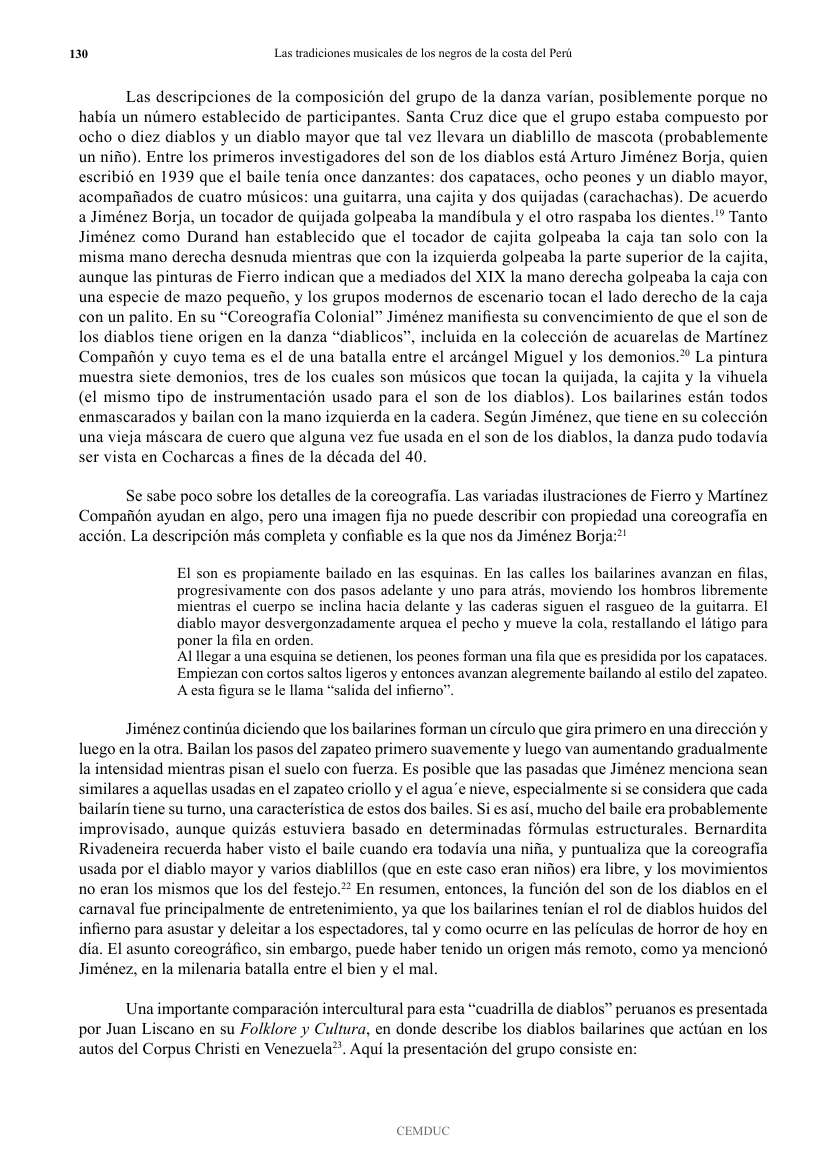 130
Las tradiciones musicales de los negros de la costa del Perú
Las descripciones de la composición del grupo de la danza varían, posiblemente porque no
había un número establecido de participantes. Santa Cruz dice que el grupo estaba compuesto por
ocho o diez diablos y un diablo mayor que tal vez llevara un diablillo de mascota (probablemente
un niño). Entre los primeros investigadores del son de los diablos está Arturo Jiménez Borja, quien
escribió en 1939 que el baile tenía once danzantes: dos capataces, ocho peones y un diablo mayor,
acompañados de cuatro músicos: una guitarra, una cajita y dos quijadas (carachachas). De acuerdo
a Jiménez Borja, un tocador de quijada golpeaba la mandíbula y el otro raspaba los dientes.19 Tanto
Jiménez como Durand han establecido que el tocador de cajita golpeaba la caja tan solo con la
misma mano derecha desnuda mientras que con la izquierda golpeaba la parte superior de la cajita,
aunque las pinturas de Fierro indican que a mediados del XIX la mano derecha golpeaba la caja con
una especie de mazo pequeño, y los grupos modernos de escenario tocan el lado derecho de la caja
con un palito. En su “Coreografía Colonial” Jiménez manifiesta su convencimiento de que el son de
los diablos tiene origen en la danza “diablicos”, incluida en la colección de acuarelas de Martínez
Compañón y cuyo tema es el de una batalla entre el arcángel Miguel y los demonios.20 La pintura
muestra siete demonios, tres de los cuales son músicos que tocan la quijada, la cajita y la vihuela
(el mismo tipo de instrumentación usado para el son de los diablos). Los bailarines están todos
enmascarados y bailan con la mano izquierda en la cadera. Según Jiménez, que tiene en su colección
una vieja máscara de cuero que alguna vez fue usada en el son de los diablos, la danza pudo todavía
ser vista en Cocharcas a fines de la década del 40.
Se sabe poco sobre los detalles de la coreografía. Las variadas ilustraciones de Fierro y Martínez
Compañón ayudan en algo, pero una imagen fija no puede describir con propiedad una coreografía en
acción. La descripción más completa y confiable es la que nos da Jiménez Borja:21
El son es propiamente bailado en las esquinas. En las calles los bailarines avanzan en filas,
progresivamente con dos pasos adelante y uno para atrás, moviendo los hombros libremente
mientras el cuerpo se inclina hacia delante y las caderas siguen el rasgueo de la guitarra. El
diablo mayor desvergonzadamente arquea el pecho y mueve la cola, restallando el látigo para
poner la fila en orden.
Al llegar a una esquina se detienen, los peones forman una fila que es presidida por los capataces.
Empiezan con cortos saltos ligeros y entonces avanzan alegremente bailando al estilo del zapateo.
A esta figura se le llama “salida del infierno”.
Jiménez continúa diciendo que los bailarines forman un círculo que gira primero en una dirección y
luego en la otra. Bailan los pasos del zapateo primero suavemente y luego van aumentando gradualmente
la intensidad mientras pisan el suelo con fuerza. Es posible que las pasadas que Jiménez menciona sean
similares a aquellas usadas en el zapateo criollo y el agua´e nieve, especialmente si se considera que cada
bailarín tiene su turno, una característica de estos dos bailes. Si es así, mucho del baile era probablemente
improvisado, aunque quizás estuviera basado en determinadas fórmulas estructurales. Bernardita
Rivadeneira recuerda haber visto el baile cuando era todavía una niña, y puntualiza que la coreografía
usada por el diablo mayor y varios diablillos (que en este caso eran niños) era libre, y los movimientos
no eran los mismos que los del festejo.22 En resumen, entonces, la función del son de los diablos en el
carnaval fue principalmente de entretenimiento, ya que los bailarines tenían el rol de diablos huidos del
infierno para asustar y deleitar a los espectadores, tal y como ocurre en las películas de horror de hoy en
día. El asunto coreográfico, sin embargo, puede haber tenido un origen más remoto, como ya mencionó
Jiménez, en la milenaria batalla entre el bien y el mal.
Una importante comparación intercultural para esta “cuadrilla de diablos” peruanos es presentada
por Juan Liscano en su Folklore y Cultura, en donde describe los diablos bailarines que actúan en los
autos del Corpus Christi en Venezuela23. Aquí la presentación del grupo consiste en:
CEMDUC